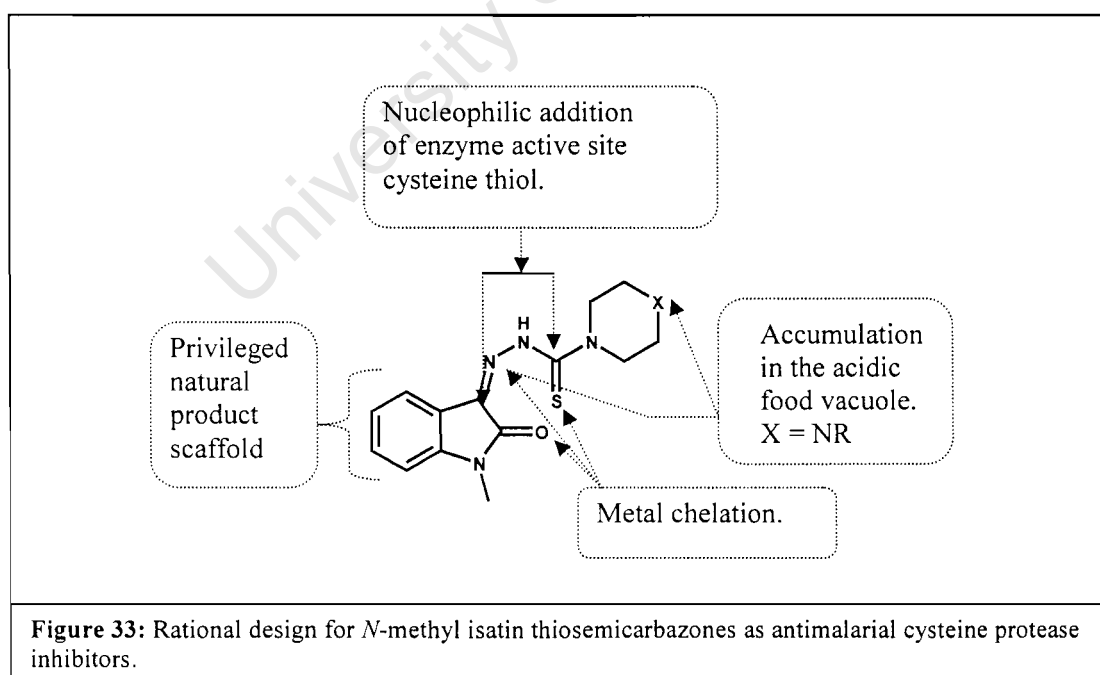 University o
Nucleophilic addition
of enzyme active site
cysteine thiol.
X
H
N
N
N
Privileged
natural
product
scaffold
S
O
N
Accumulation
in the acidic
food vacuole.
X = NR
Metal chelation.
Figure 33: Rational design for N-methyl isatin thiosemicarbazones as antimalarial cysteine protease
inhibitors.